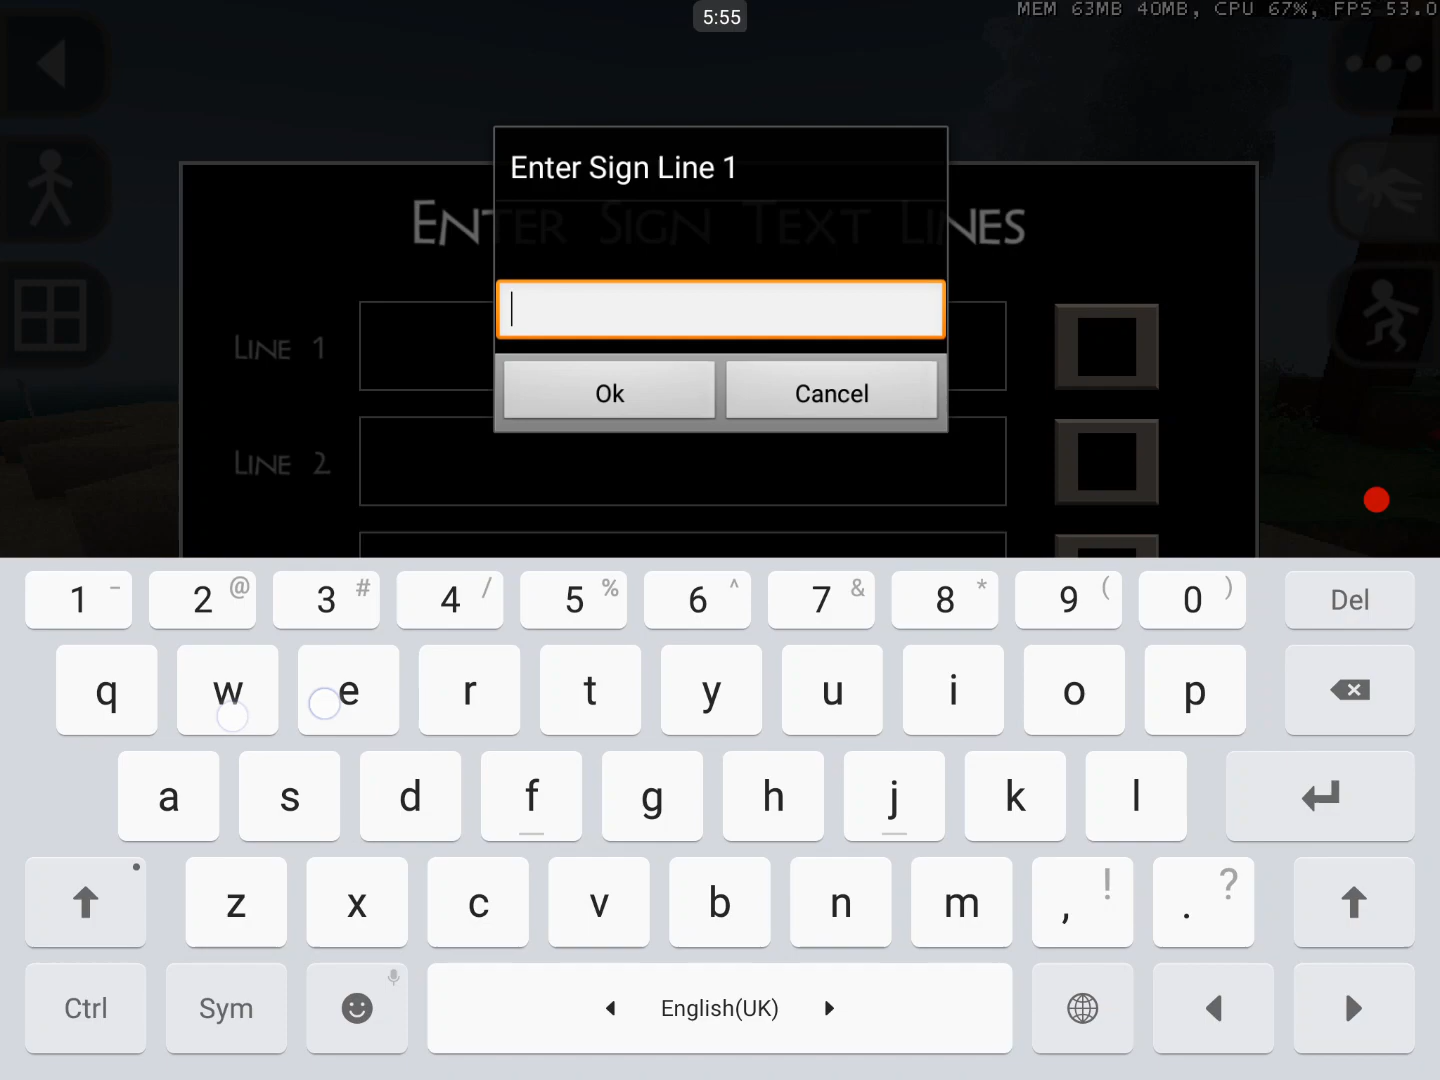 5:55
MEM 63MB 40MB, CPU 67%, FPS 53.0
Enter Sign Line 1
Enter Sign Text Lines
Line 1
Ok Cancel
Line 2
1 - 2 @ 3 # 4 / 5 % 6 ^ 7 & 8 * 9 ( 0 ) Del
q w e r t y u i o p
a s d f g h j k l
z x c v b n m , ! . ?
Ctrl Sym English(UK)